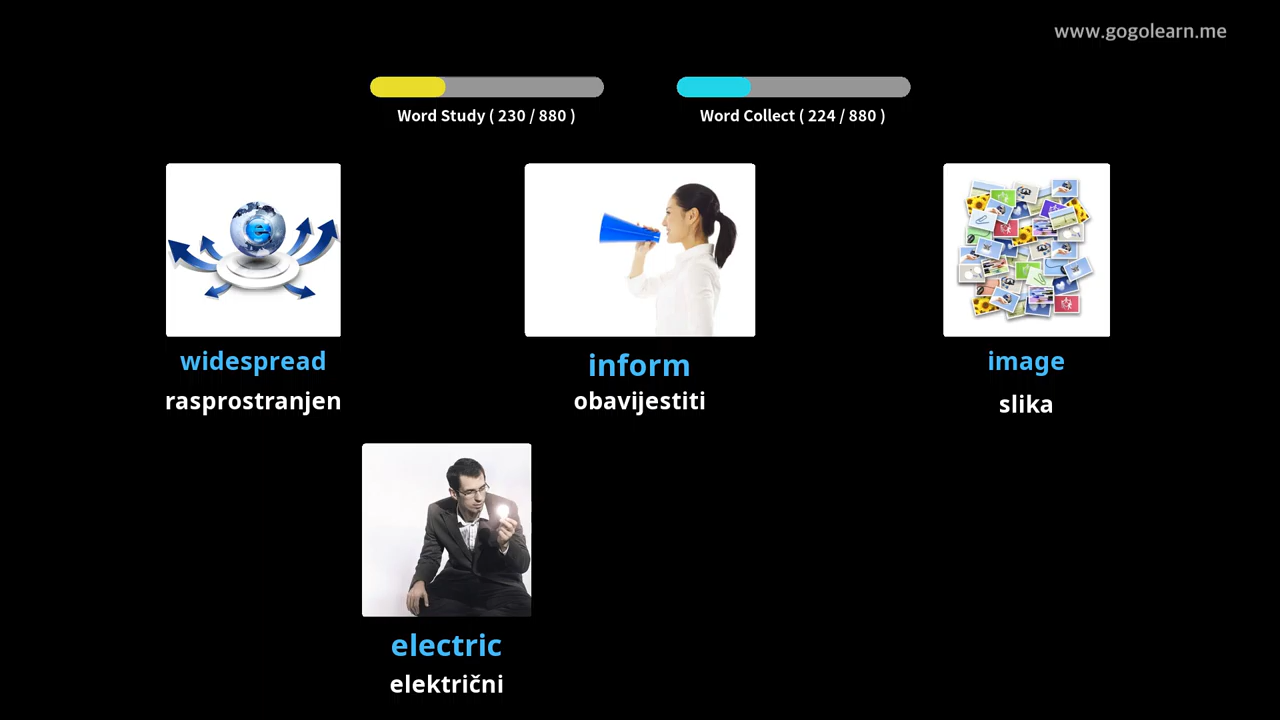 www.gogolearn.me
Word Study ( 230 / 880 )
Word Collect ( 224 / 880 )
e
widespread
inform
image
rasprostranjen
obavijestiti
slika
electric
električni